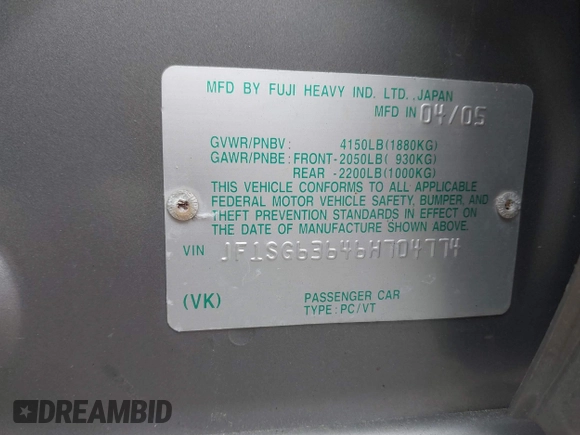 MFD BY FUJI HEAVY IND. LTD.,JAPAN
MFD IN 04/05
GVWR/PNBV: 4150LB(1880KG)
GAWR/PNBE: FRONT-2050LB( 930KG)
REAR -2200LB(1000KG)
THIS VEHICLE CONFORMS TO ALL APPLICABLE
FEDERAL MOTOR VEHICLE SAFETY, BUMPER, AND
THEFT PREVENTION STANDARDS IN EFFECT ON
THE DATE OF MANUFACTURE SHOWN ABOVE.
VIN JF1SG63646H704774
(VK) PASSENGER CAR
TYPE:PC/VT
DREAMBID